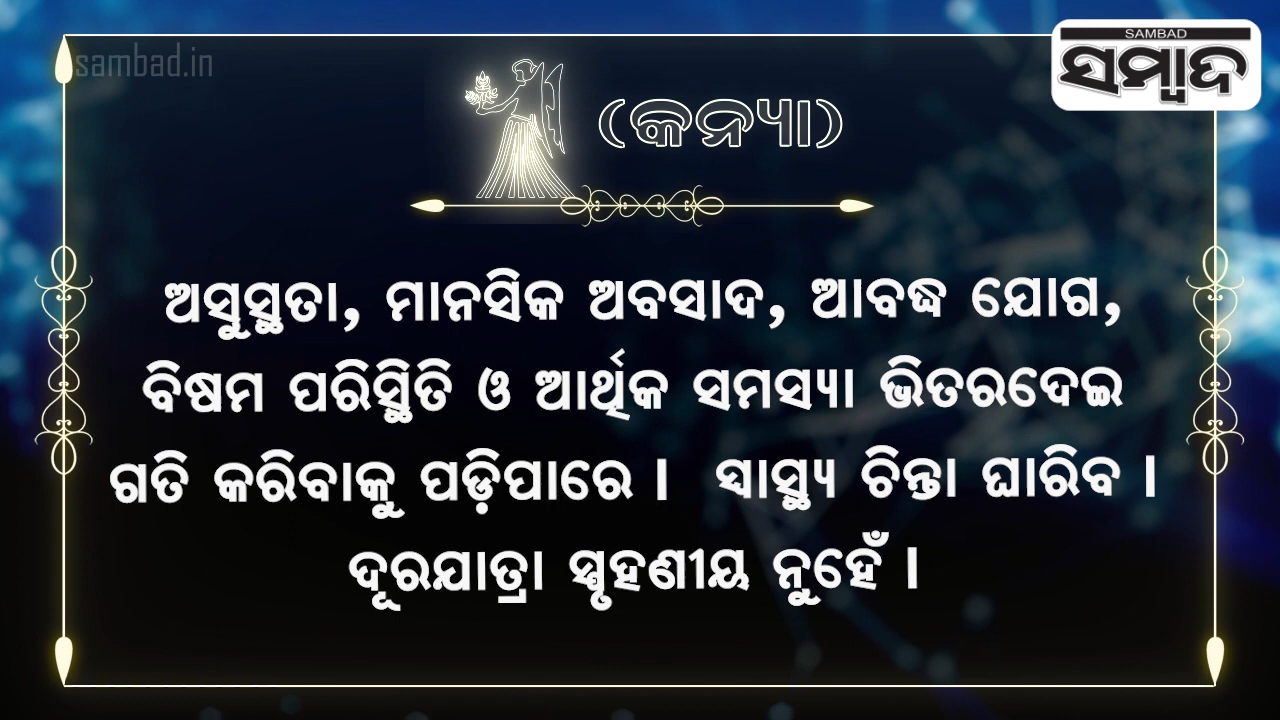 sambad.in
SAMBAD
ସମ୍ବାଦ
(କନ୍ୟା)
ଅସୁସ୍ଥତା, ମାନସିକ ଅବସାଦ, ଆବଦ୍ଧ ଯୋଗ,
ବିଷମ ପରିସ୍ଥିତି ଓ ଆର୍ଥିକ ସମସ୍ୟା ଭିତରଦେଇ
ଗତି କରିବାକୁ ପଡ଼ିପାରେ । ସ୍ୱାସ୍ଥ୍ୟ ଚିନ୍ତା ଘାରିବ ।
ଦୂରଯାତ୍ରା ସ୍ପୃହଣୀୟ ନୁହେଁ ।